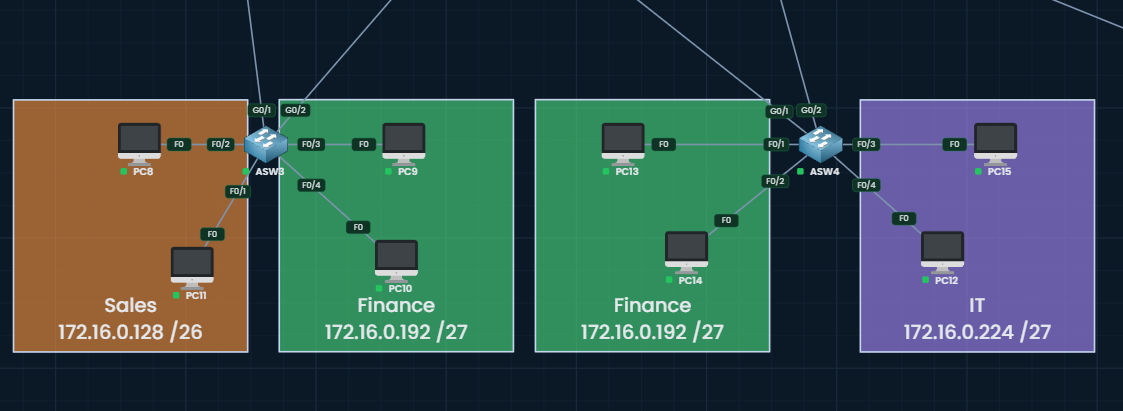 G0/1
G0/2
G0/1
G0/2
F0
F0/2
F0/3
F0
F0
F0/1
F0/3
F0
PC8
ASW3
PC9
PC13
ASW4
PC15
F0/1
F0/4
F0/2
F0/4
F0
F0
F0
F0
PC11
PC10
PC14
PC12
Sales
172.16.0.128 /26
Finance
172.16.0.192 /27
Finance
172.16.0.192 /27
IT
172.16.0.224 /27